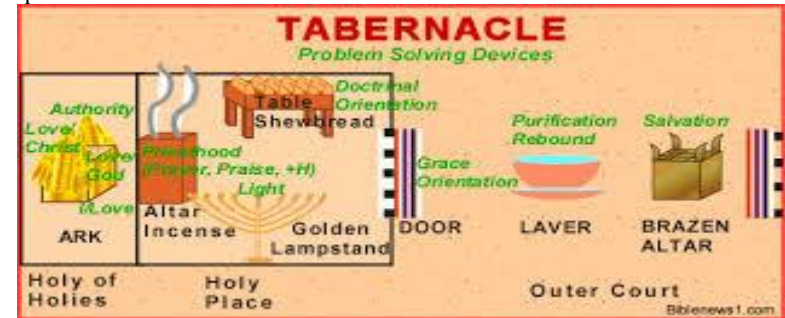 TABERNACLE
Problem Solving Devices
Authority
Love/
Christ
Love/
God
i/Love
ARK
Priesthood
(Prayer, Praise, +H)
Light
Altar
Incense
Doctrinal
Orientation
Table
Shewbread
Golden
Lampstand
Grace
Orientation
DOOR
Purification
Rebound
LAVER
Salvation
BRAZEN
ALTAR
Holy of
Holies
Holy
Place
Outer Court
Biblenews1.com